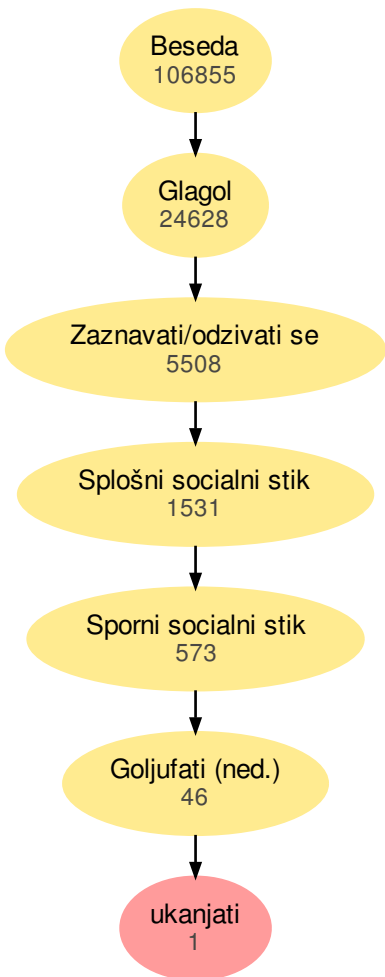 Beseda
106855
Glagol
24628
Zaznavati/odzivati se
5508
Splošni socialni stik
1531
Sporni socialni stik
573
Goljufati (ned.)
46
ukanjati
1